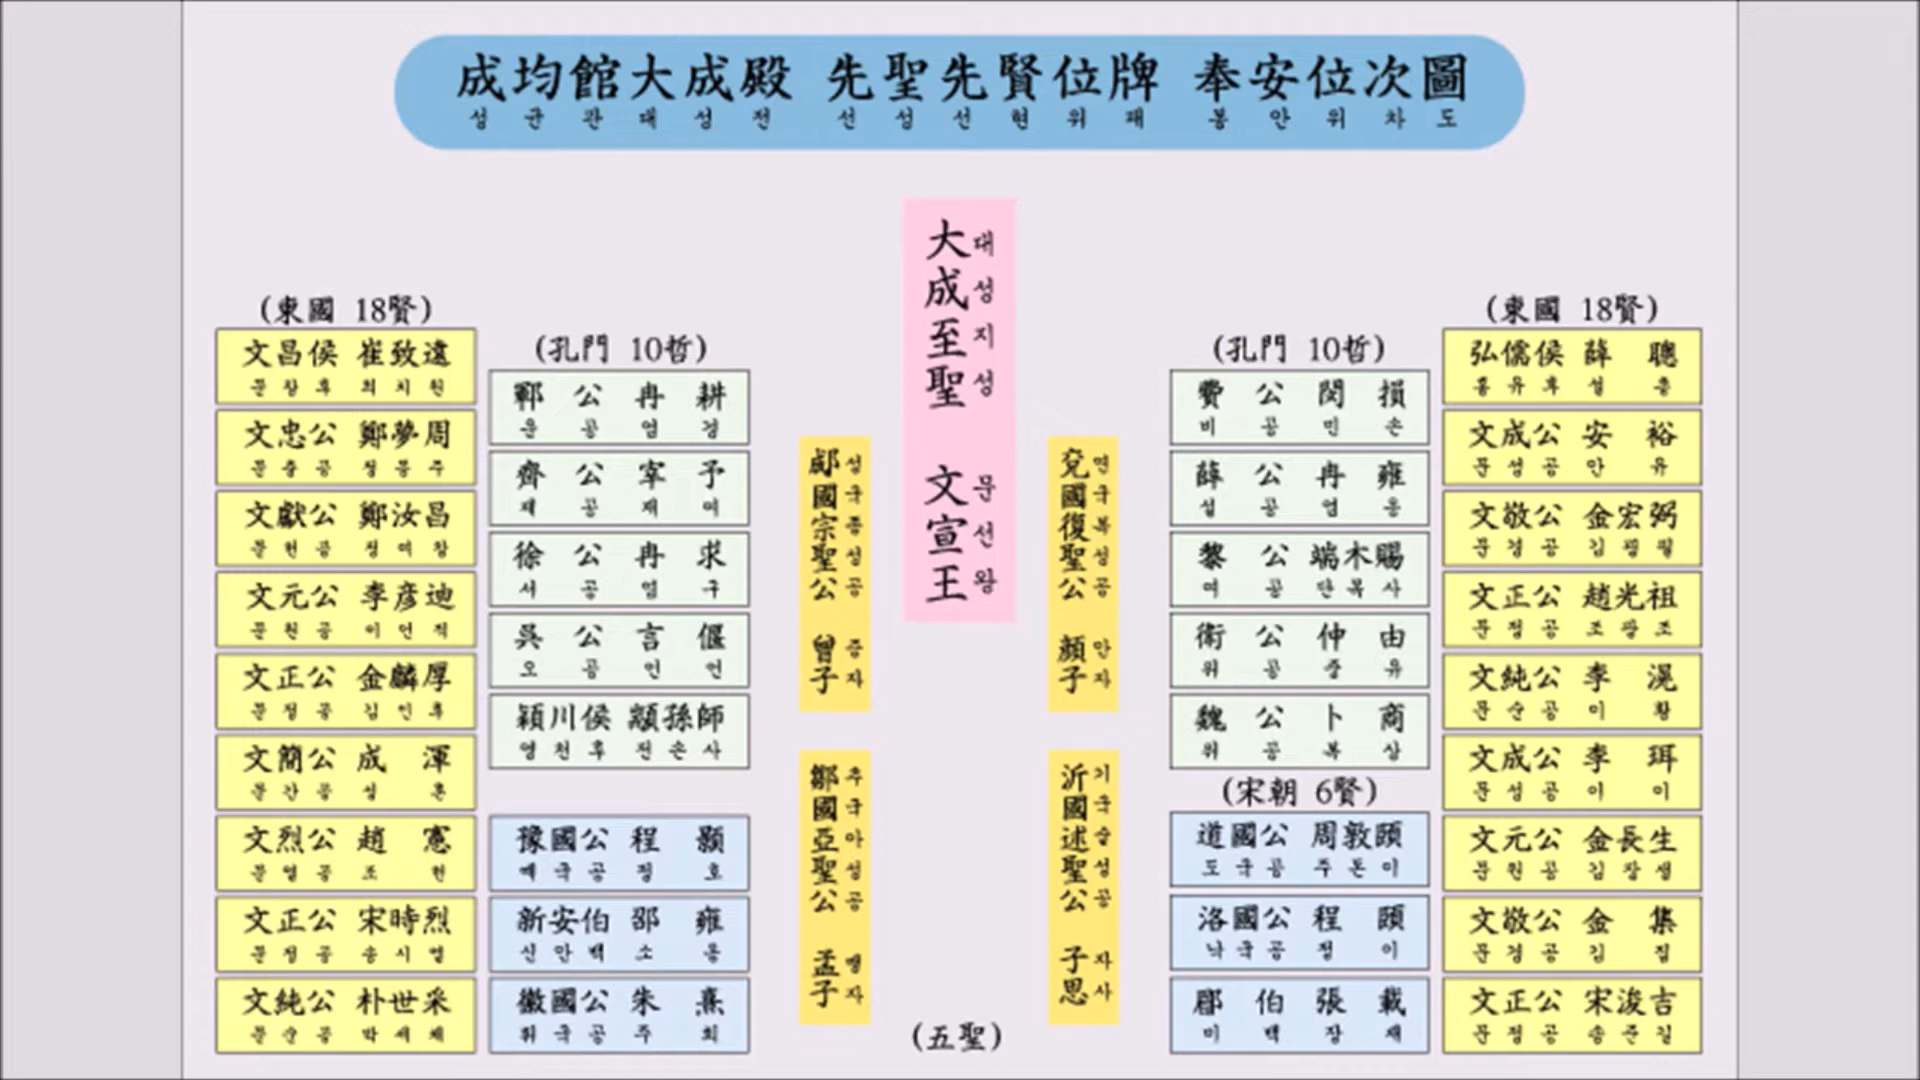 成均館大成殿 先聖先賢位牌 奉安位次圖
성균관대성전 선성선현위패 봉안위차도
大成至聖 文宣王
대성지성 문선왕
(東國 18賢)
文昌侯 崔致遠
문창후 최치원
文忠公 鄭夢周
문충공 정몽주
文獻公 鄭汝昌
문헌공 정여창
文元公 李彦迪
문원공 이언적
文正公 金麟厚
문정공 김인후
文簡公 成渾
문간공 성혼
文烈公 趙憲
문열공 조헌
文正公 宋時烈
문정공 송시열
文純公 朴世采
문순공 박세채
(孔門 10哲)
鄆公 冉耕
운공 염경
齊公 宰予
제공 재여
徐公 冉求
서공 염구
吳公 言偃
오공 언언
穎川侯 顓孫師
영천후 전손사
豫國公 程顥
예국공 정호
新安伯 邵雍
신안백 소옹
徽國公 朱熹
휘국공 주희
郕國宗聖公 曾子
성국종성공 증자
鄒國亞聖公 孟子
추국아성공 맹자
兗國復聖公 顔子
연국복성공 안자
沂國述聖公 子思
기국술성공 자사
(五聖)
(孔門 10哲)
費公 閔損
비공 민손
薛公 冉雍
설공 염옹
黎公 端木賜
여공 단목사
衛公 仲由
위공 중유
魏公 卜商
위공 복상
(宋朝 6賢)
道國公 周敦頤
도국공 주돈이
洛國公 程頤
낙국공 정이
郿伯 張載
미백 장재
(東國 18賢)
弘儒侯 薛聰
홍유후 설총
文成公 安裕
문성공 안유
文敬公 金宏弼
문경공 김굉필
文正公 趙光祖
문정공 조광조
文純公 李滉
문순공 이황
文成公 李珥
문성공 이이
文元公 金長生
문원공 김장생
文敬公 金集
문경공 김집
文正公 宋浚吉
문정공 송준길